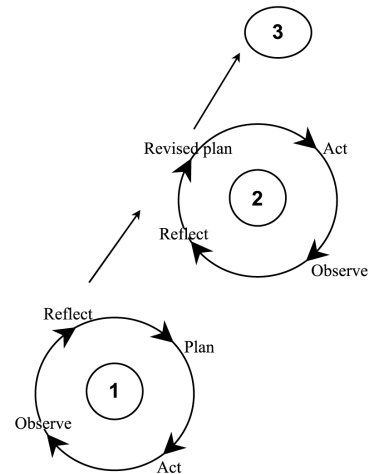 3
Revised plan
Act
2
Reflect
Observe
Reflect
Plan
1
Observe
Act